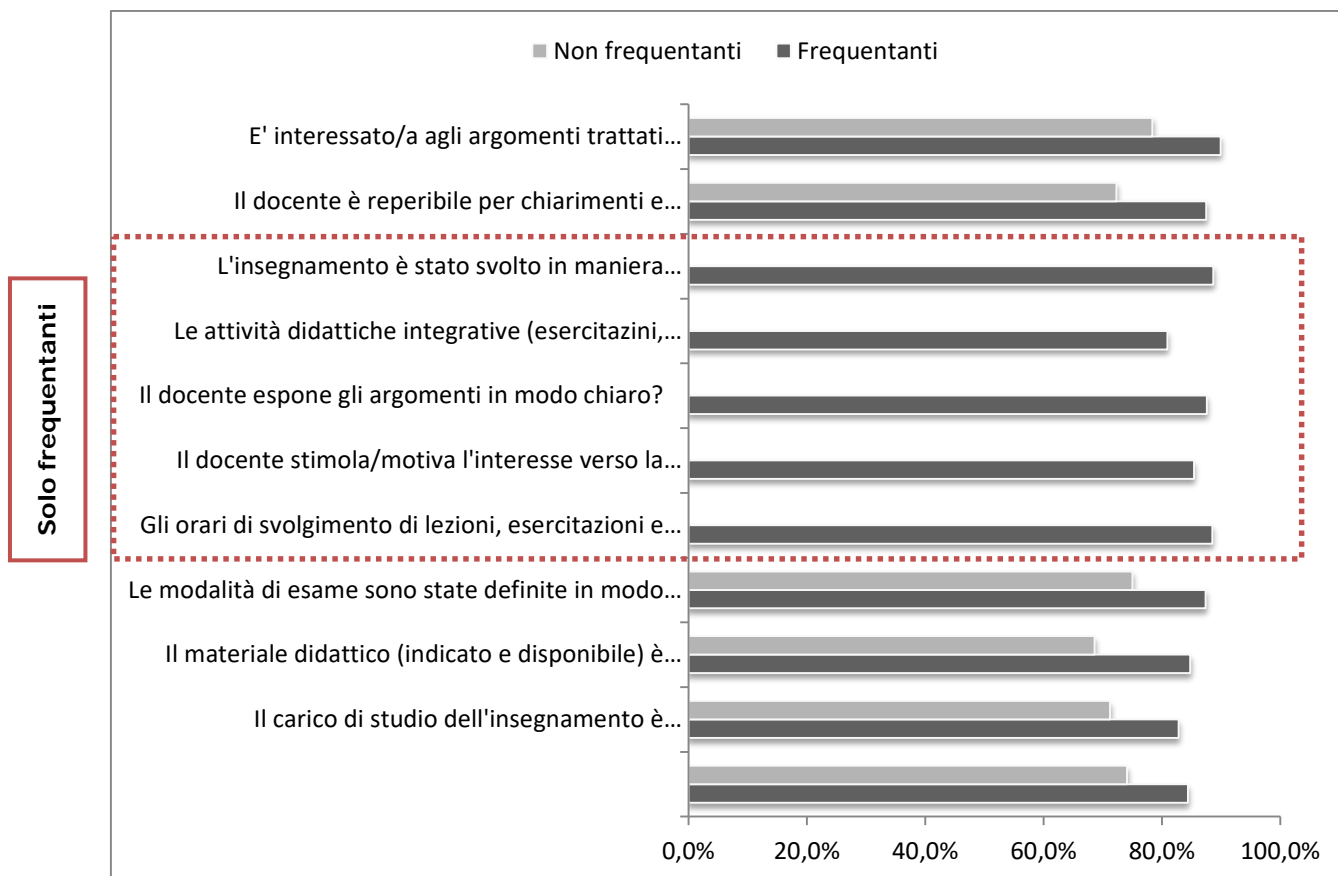 Non frequentanti Frequentanti
E' interessato/a agli argomenti trattati...
Il docente è reperibile per chiarimenti e...
L'insegnamento è stato svolto in maniera...
Le attività didattiche integrative (esercitazini,...
Il docente espone gli argomenti in modo chiaro?
Il docente stimola/motiva l'interesse verso la...
Gli orari di svolgimento di lezioni, esercitazioni e...
Le modalità di esame sono state definite in modo...
Il materiale didattico (indicato e disponibile) è...
Il carico di studio dell'insegnamento è...
Solo frequentanti
0,0% 20,0% 40,0% 60,0% 80,0% 100,0%